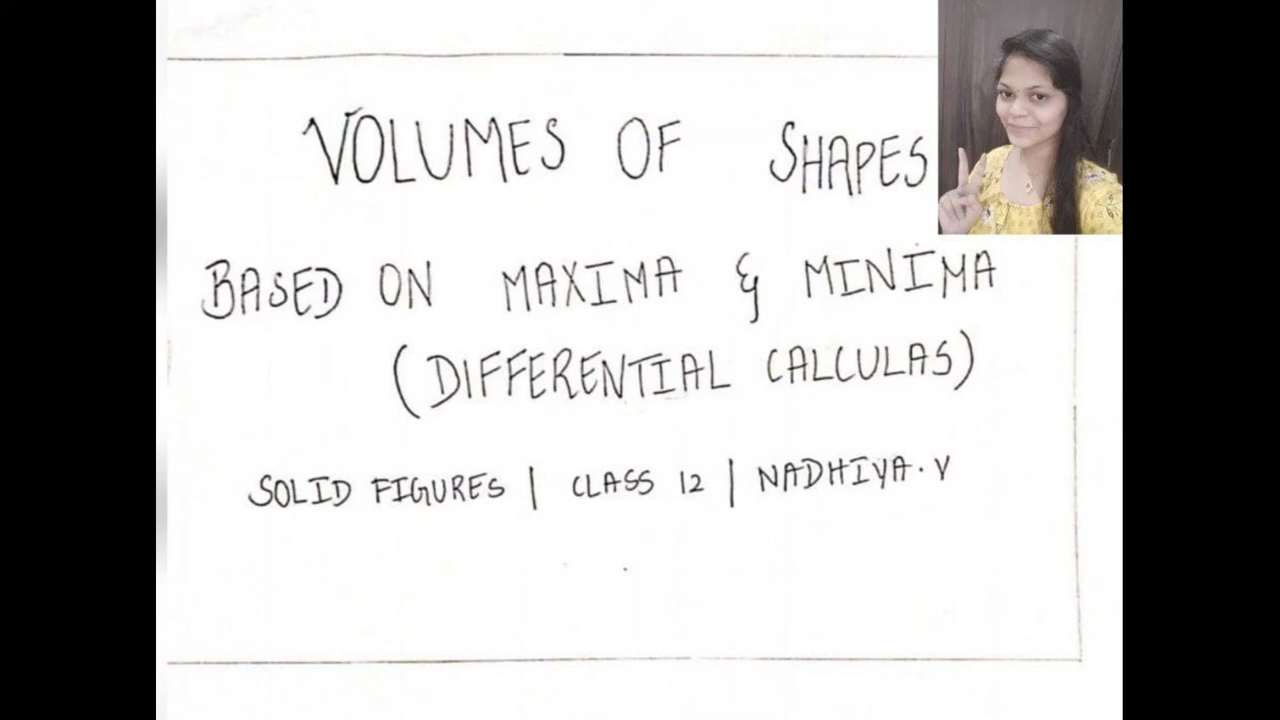 VOLUMES OF SHAPES
BASED ON MAXIMA & MINIMA
(DIFFERENTIAL CALCULAS)
SOLID FIGURES | CLASS 12 | NADHIYA.V